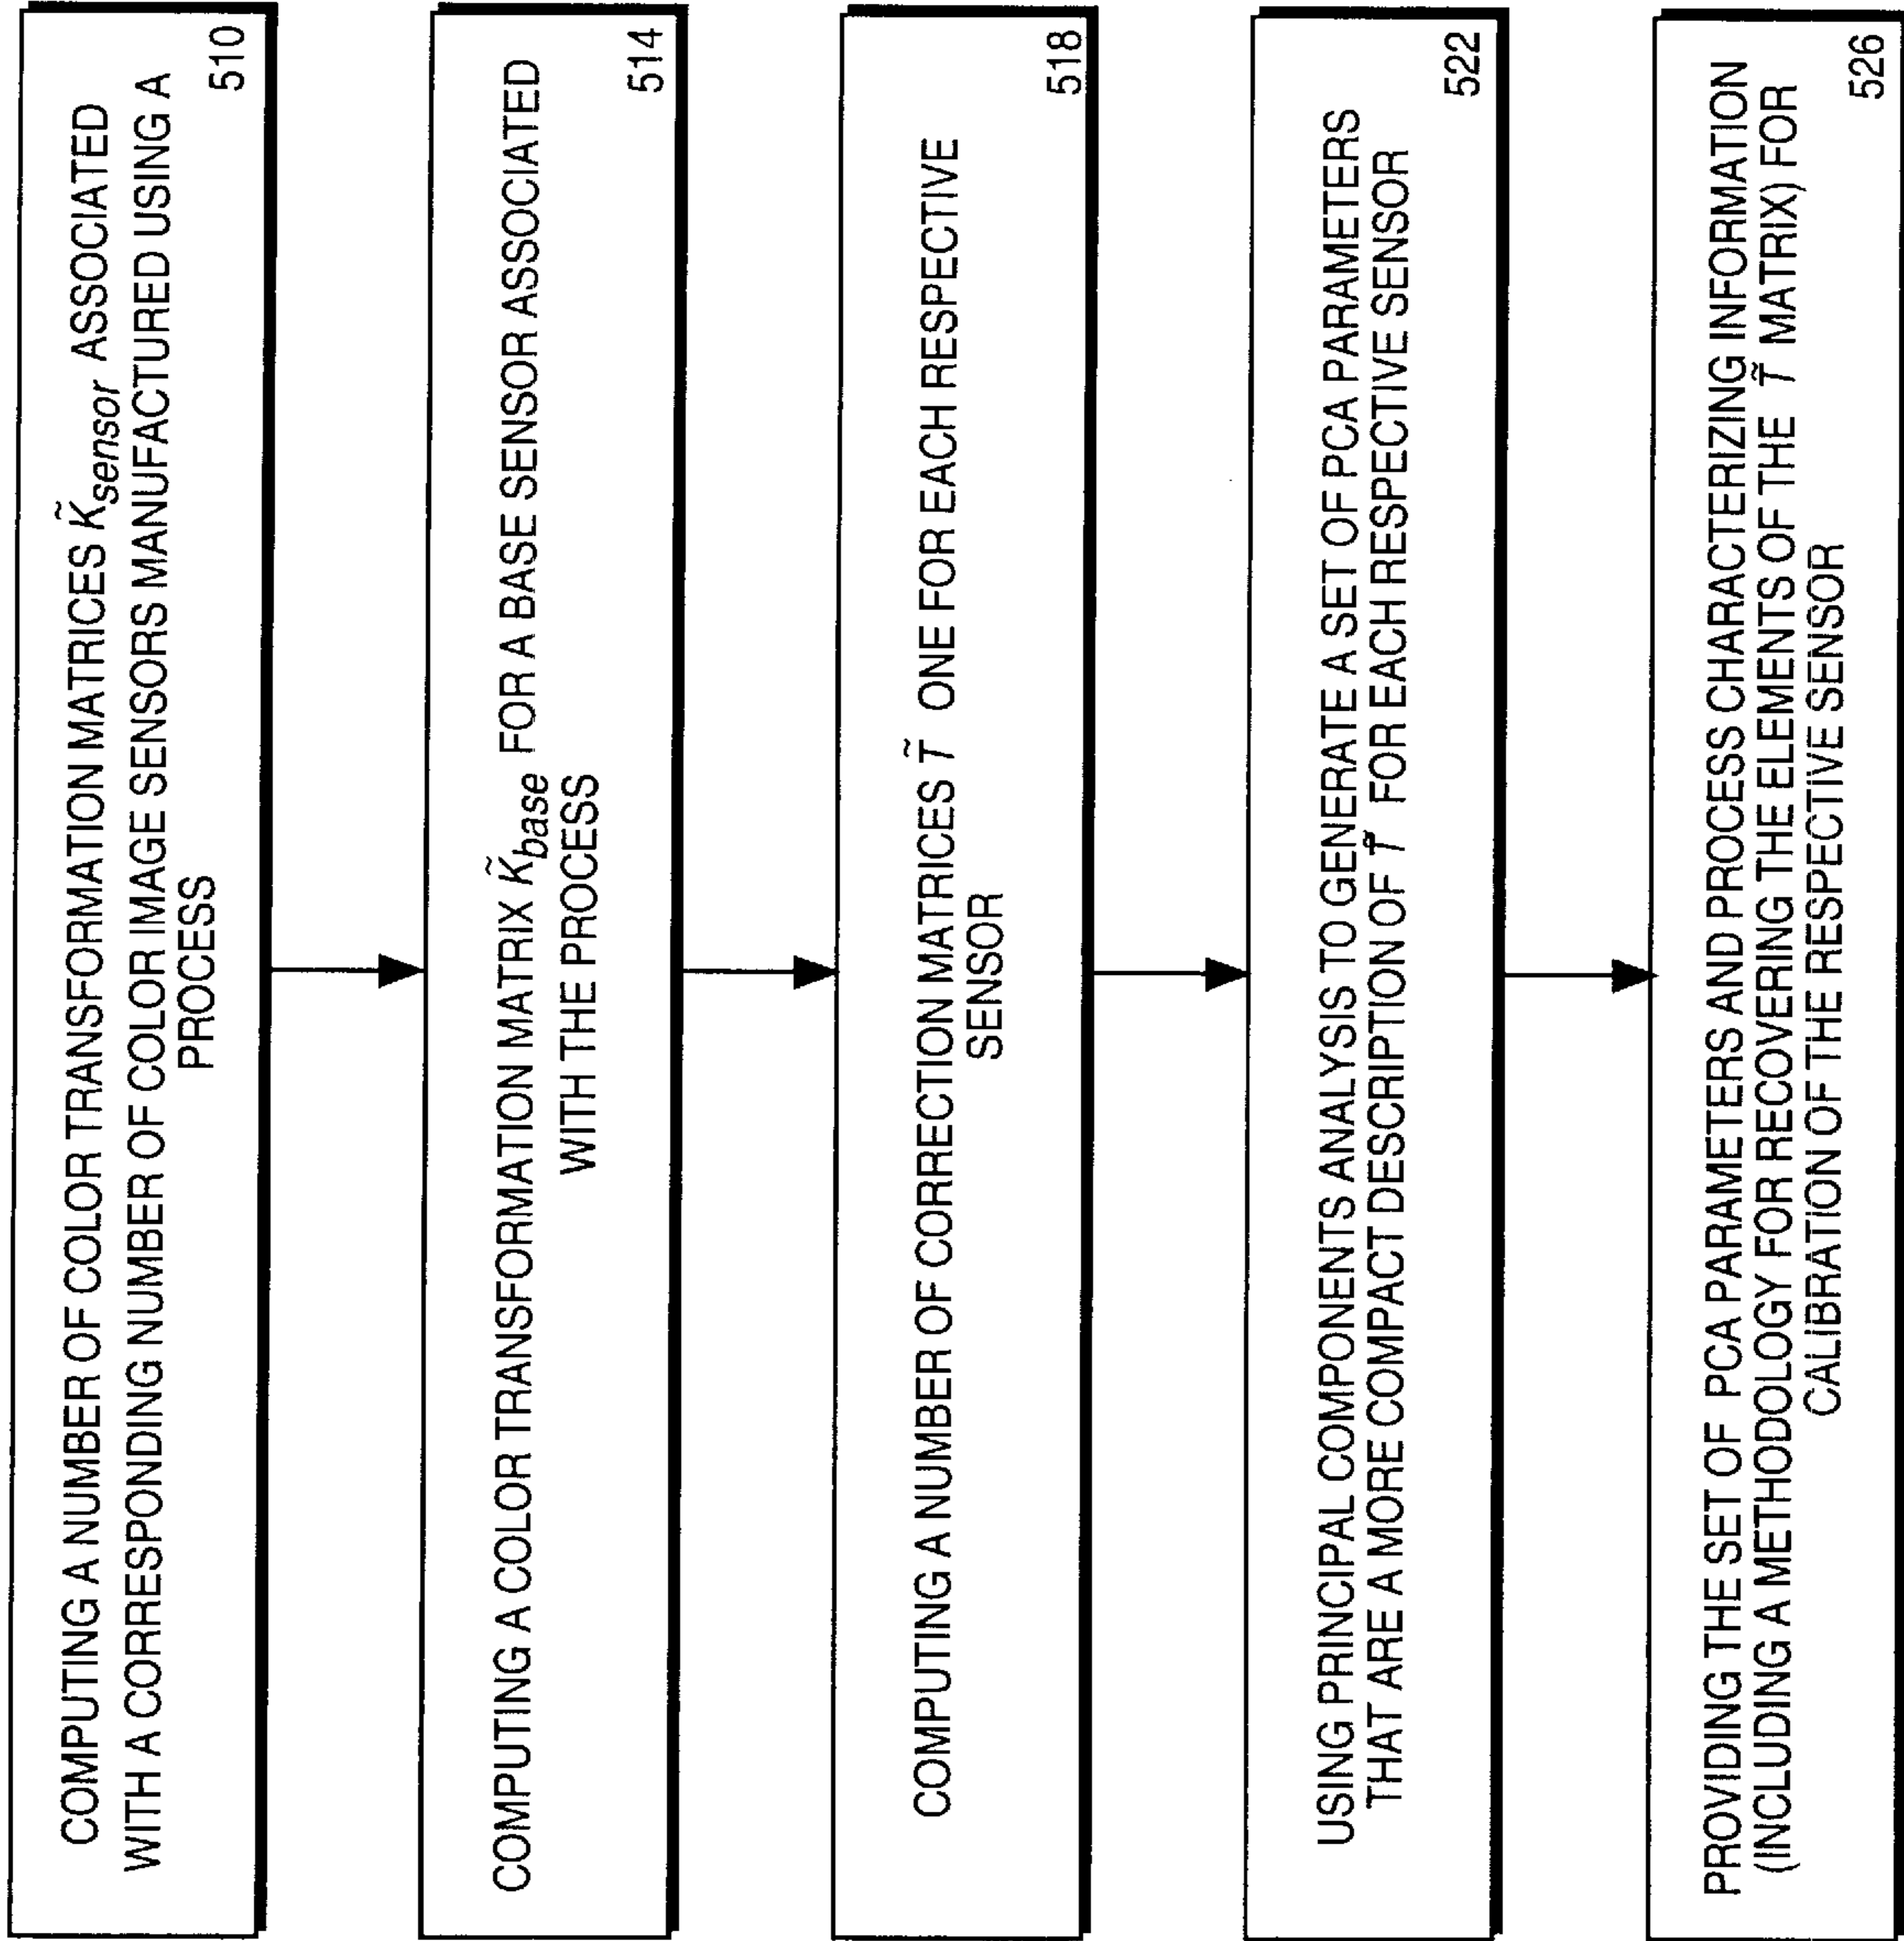 COMPUTING A NUMBER OF COLOR TRANSFORMATION MATRICES K̃sensor ASSOCIATED
WITH A CORRESPONDING NUMBER OF COLOR IMAGE SENSORS MANUFACTURED USING A
PROCESS
510
COMPUTING A COLOR TRANSFORMATION MATRIX K̃base FOR A BASE SENSOR ASSOCIATED
WITH THE PROCESS
514
COMPUTING A NUMBER OF CORRECTION MATRICES T̃ ONE FOR EACH RESPECTIVE
SENSOR
518
USING PRINCIPAL COMPONENTS ANALYSIS TO GENERATE A SET OF PCA PARAMETERS
THAT ARE A MORE COMPACT DESCRIPTION OF T̃ FOR EACH RESPECTIVE SENSOR
522
PROVIDING THE SET OF PCA PARAMETERS AND PROCESS CHARACTERIZING INFORMATION
(INCLUDING A METHODOLOGY FOR RECOVERING THE ELEMENTS OF THE T̃ MATRIX) FOR
CALIBRATION OF THE RESPECTIVE SENSOR
526